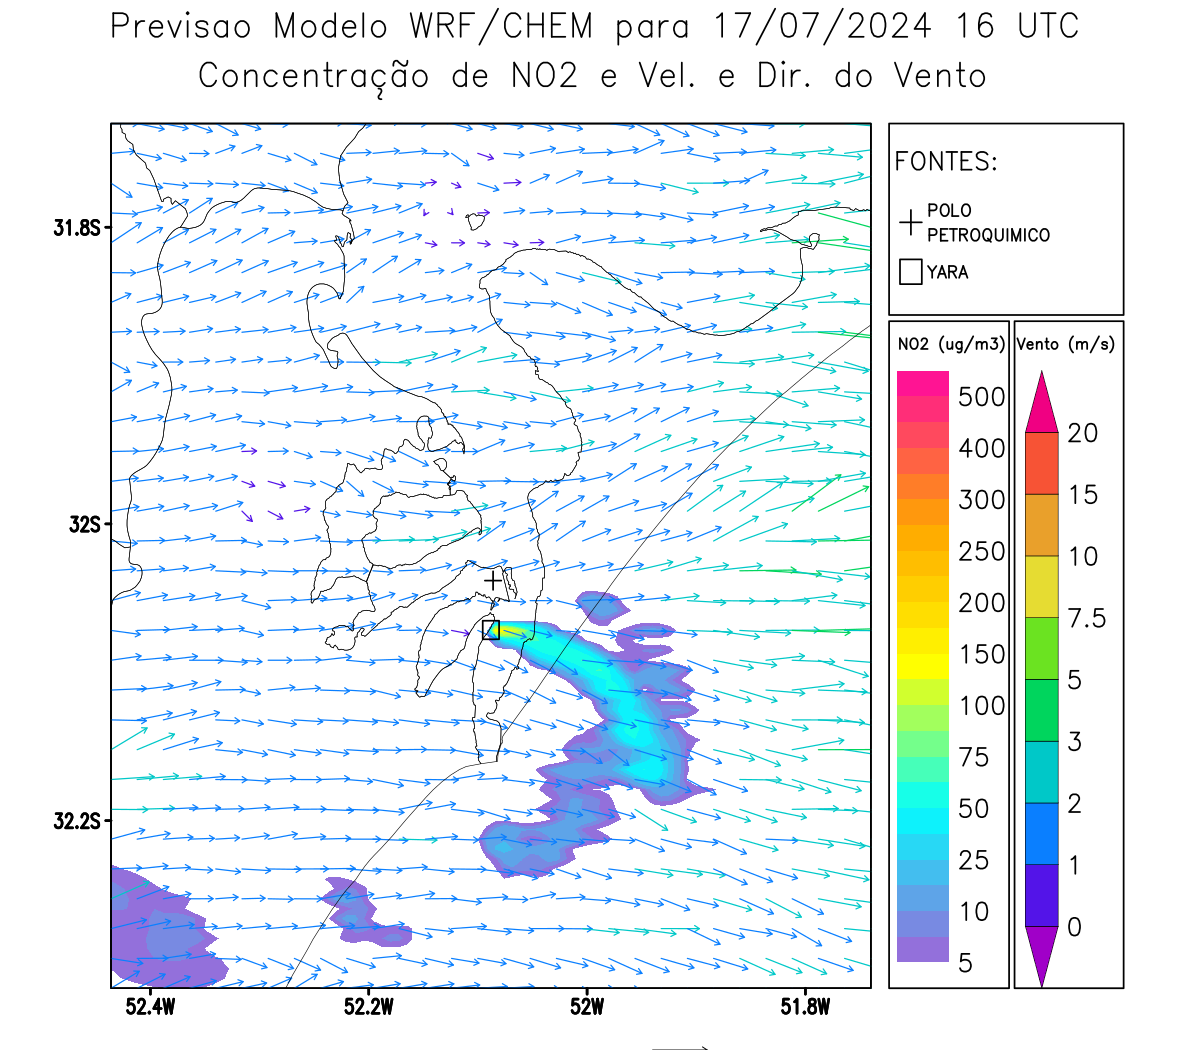 Previsao Modelo WRF/CHEM para 17/07/2024 16 UTC
Concentração de NO2 e Vel. e Dir. do Vento
FONTES:
POLO
PETROQUIMICO
YARA
NO2 (ug/m3)
500
400
300
250
200
150
100
75
50
25
10
5
Vento (m/s)
20
15
10
7.5
5
3
2
1
0
31.8S
32S
32.2S
52.4W
52.2W
52W
51.8W